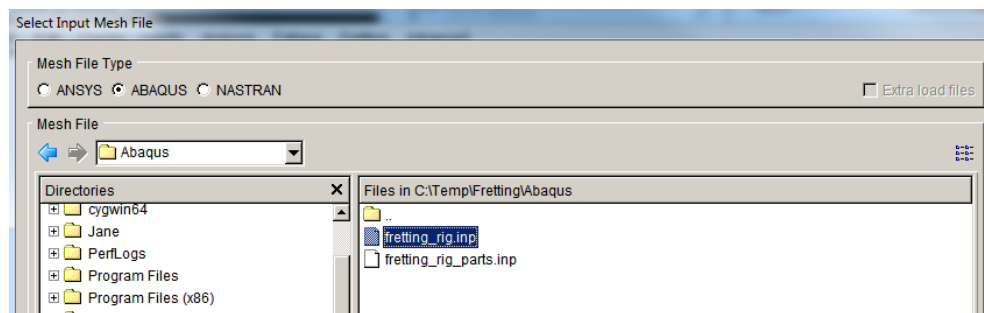 Select Input Mesh File
Mesh File Type
ANSYS ABAQUS NASTRAN Extra load files
Mesh File
Abaqus
Directories
cygwin64
Jane
PerfLogs
Program Files
Program Files (x86)
Files in C:\Temp\Fretting\Abaqus
..
fretting_rig.inp
fretting_rig_parts.inp